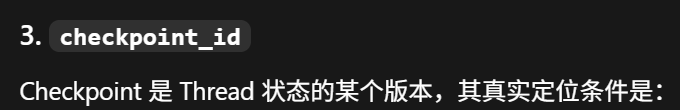 3. checkpoint_id
Checkpoint 是 Thread 状态的某个版本，其真实定位条件是：